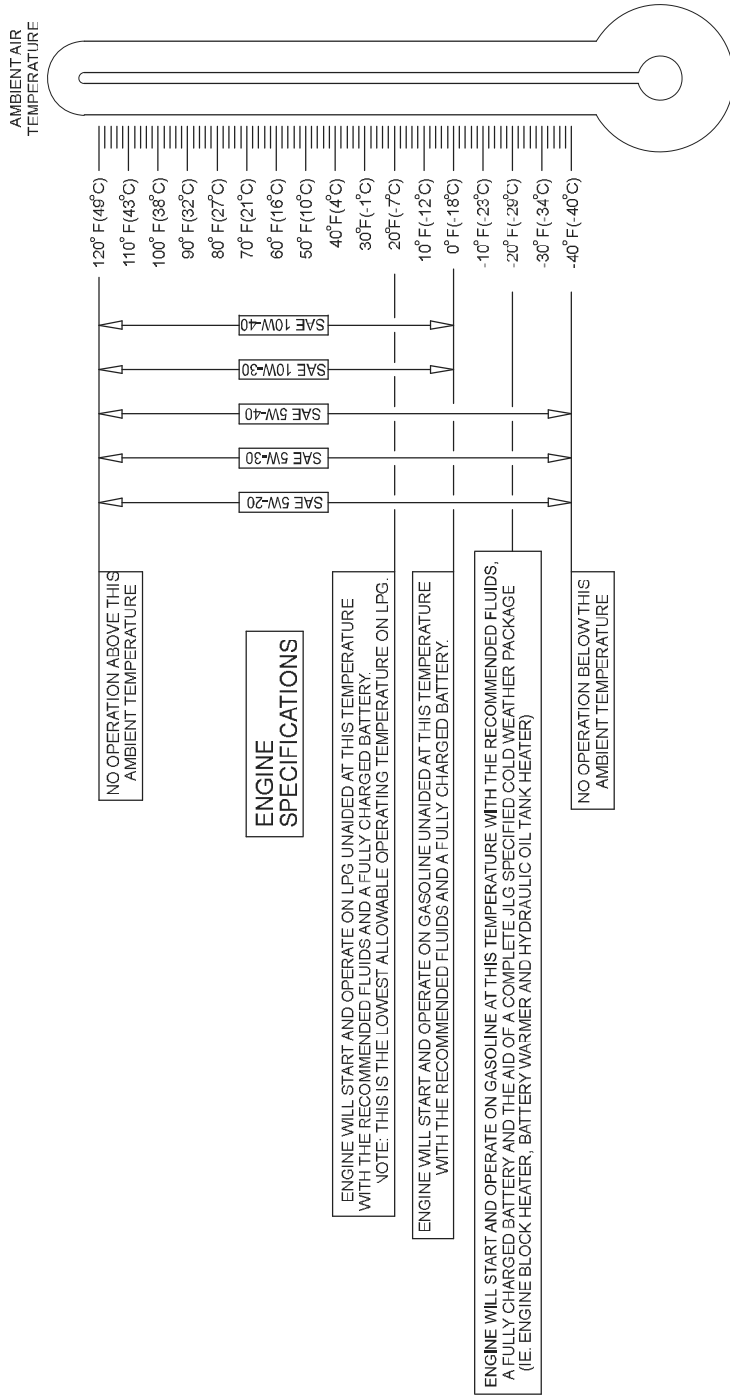 AMBIENT AIR
TEMPERATURE
120°F(49°C)
110°F(43°C)
100°F(38°C)
90°F(32°C)
80°F(27°C)
70°F(21°C)
60°F(16°C)
50°F(10°C)
40°F(4°C)
30°F(-1°C)
20°F(-7°C)
10°F(-12°C)
0°F(-18°C)
-10°F(-23°C)
-20°F(-29°C)
-30°F(-34°C)
-40°F(-40°C)
SAE 10W-40
SAE 10W-30
SAE 5W-40
SAE 5W-30
SAE 5W-20
NO OPERATION ABOVE THIS
AMBIENT TEMPERATURE
ENGINE
SPECIFICATIONS
ENGINE WILL START AND OPERATE ON LPG UNAIDED AT THIS TEMPERATURE
WITH THE RECOMMENDED FLUIDS AND A FULLY CHARGED BATTERY.
NOTE: THIS IS THE LOWEST ALLOWABLE OPERATING TEMPERATURE ON LPG.
ENGINE WILL START AND OPERATE ON GASOLINE UNAIDED AT THIS TEMPERATURE
WITH THE RECOMMENDED FLUIDS AND A FULLY CHARGED BATTERY.
ENGINE WILL START AND OPERATE ON GASOLINE AT THIS TEMPERATURE WITH THE RECOMMENDED FLUIDS,
A FULLY CHARGED BATTERY AND THE AID OF A COMPLETE JLG SPECIFIED COLD WEATHER PACKAGE
(IE. ENGINE BLOCK HEATER, BATTERY WARMER AND HYDRAULIC OIL TANK HEATER)
NO OPERATION BELOW THIS
AMBIENT TEMPERATURE